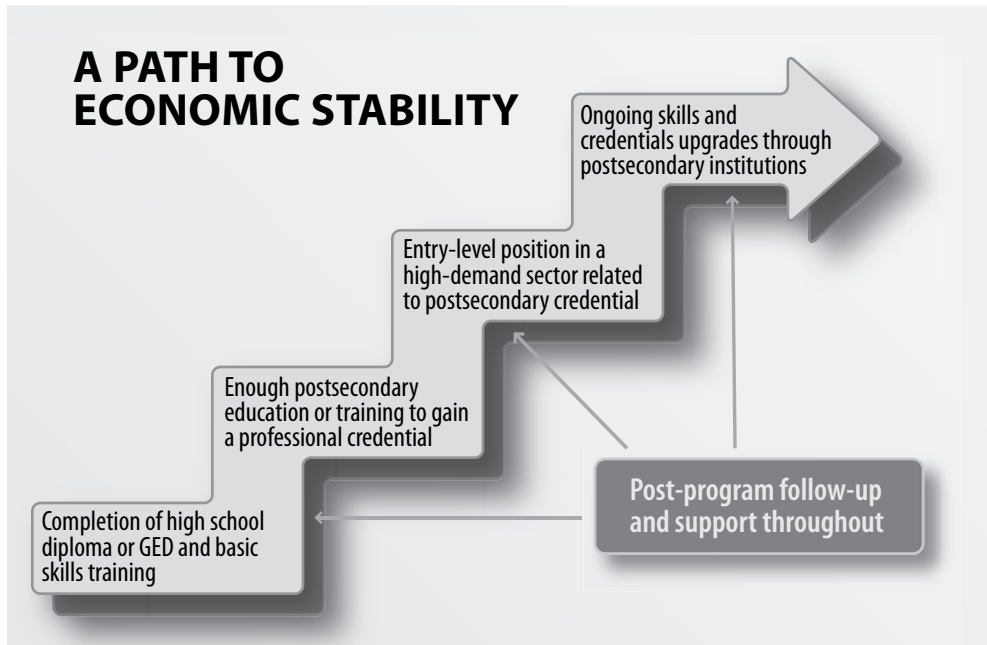 A PATH TO
ECONOMIC STABILITY
Ongoing skills and
credentials upgrades through
postsecondary institutions
Entry-level position in a
high-demand sector related
to postsecondary credential
Enough postsecondary
education or training to gain
a professional credential
Completion of high school
diploma or GED and basic
skills training
Post-program follow-up
and support throughout